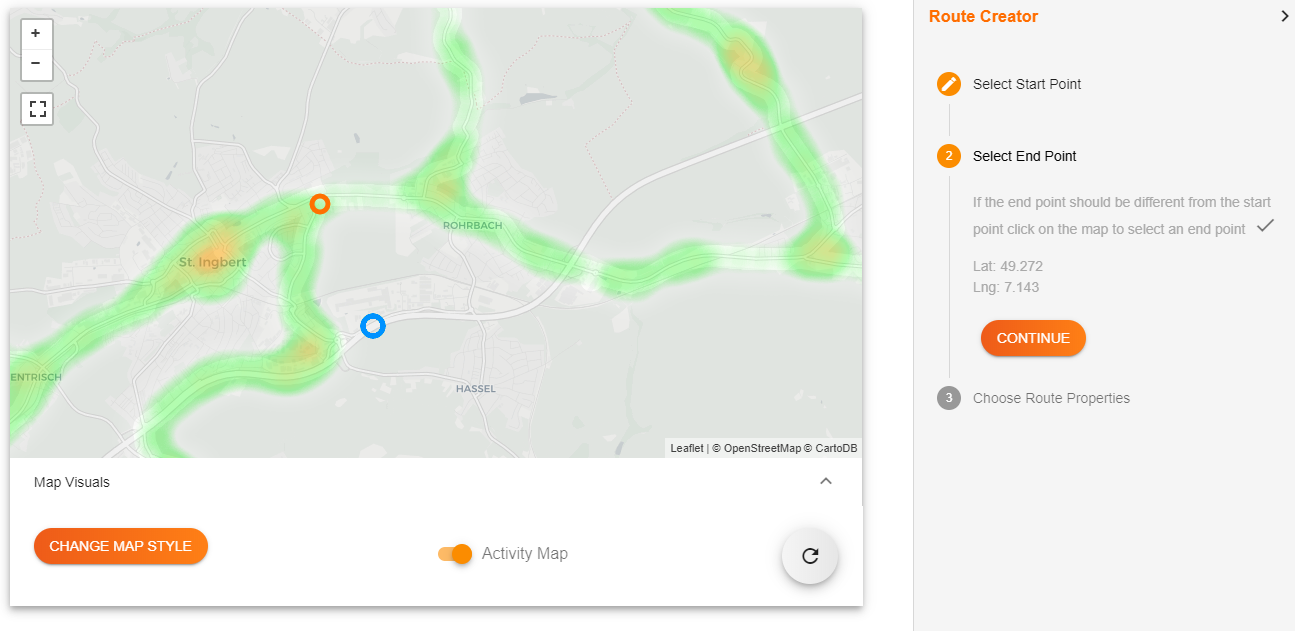 +
−
St. Ingbert
ROHRBACH
ENTRISCH
HASSEL
Leaflet | © OpenStreetMap © CartoDB
Map Visuals
CHANGE MAP STYLE
Activity Map
Route Creator
Select Start Point
2
Select End Point
If the end point should be different from the start
point click on the map to select an end point
Lat: 49.272
Lng: 7.143
CONTINUE
3
Choose Route Properties